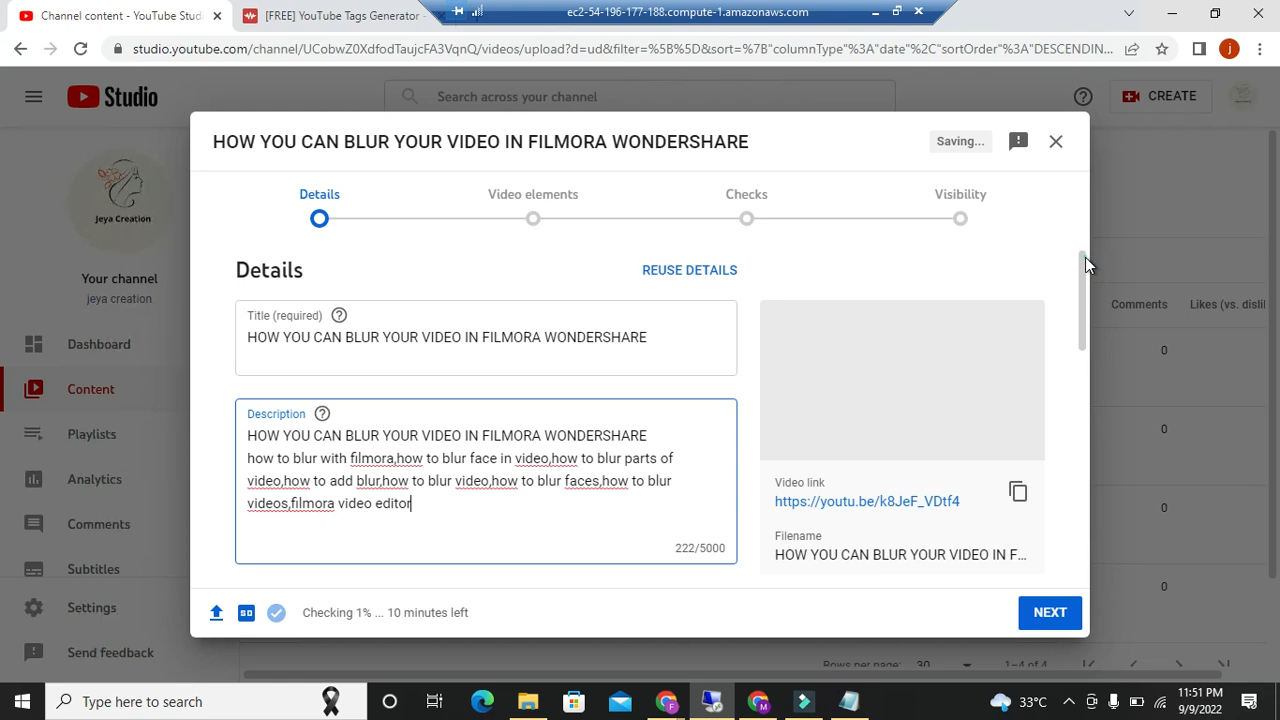 Channel content - YouTube Studio
[FREE] YouTube Tags Generator -
ec2-54-196-177-188.compute-1.amazonaws.com
studio.youtube.com/channel/UCobwZ0XdfodTaujcFA3VqnQ/videos/upload?d=ud&filter=%5B%5D&sort=%7B"columnType"%3A"date"%2C"sortOrder"%3A"DESCENDIN...
j
Studio
Search across your channel
CREATE
HOW YOU CAN BLUR YOUR VIDEO IN FILMORA WONDERSHARE
Saving...
Details
Video elements
Checks
Visibility
Jeya Creation
Your channel
jeya creation
Dashboard
Content
Playlists
Analytics
Comments
Subtitles
Settings
Send feedback
Details
REUSE DETAILS
Title (required)
HOW YOU CAN BLUR YOUR VIDEO IN FILMORA WONDERSHARE
Description
HOW YOU CAN BLUR YOUR VIDEO IN FILMORA WONDERSHARE
how to blur with filmora,how to blur face in video,how to blur parts of
video,how to add blur,how to blur video,how to blur faces,how to blur
videos,filmora video editor
222/5000
Video link
https://youtu.be/k8JeF_VDtf4
Filename
HOW YOU CAN BLUR YOUR VIDEO IN F...
Comments
Likes (vs. dislil
0
0
0
0
SD
Checking 1% ... 10 minutes left
NEXT
Rows per page:
30
1–4 of 4
Type here to search
F
M
33°C
11:51 PM
9/9/2022